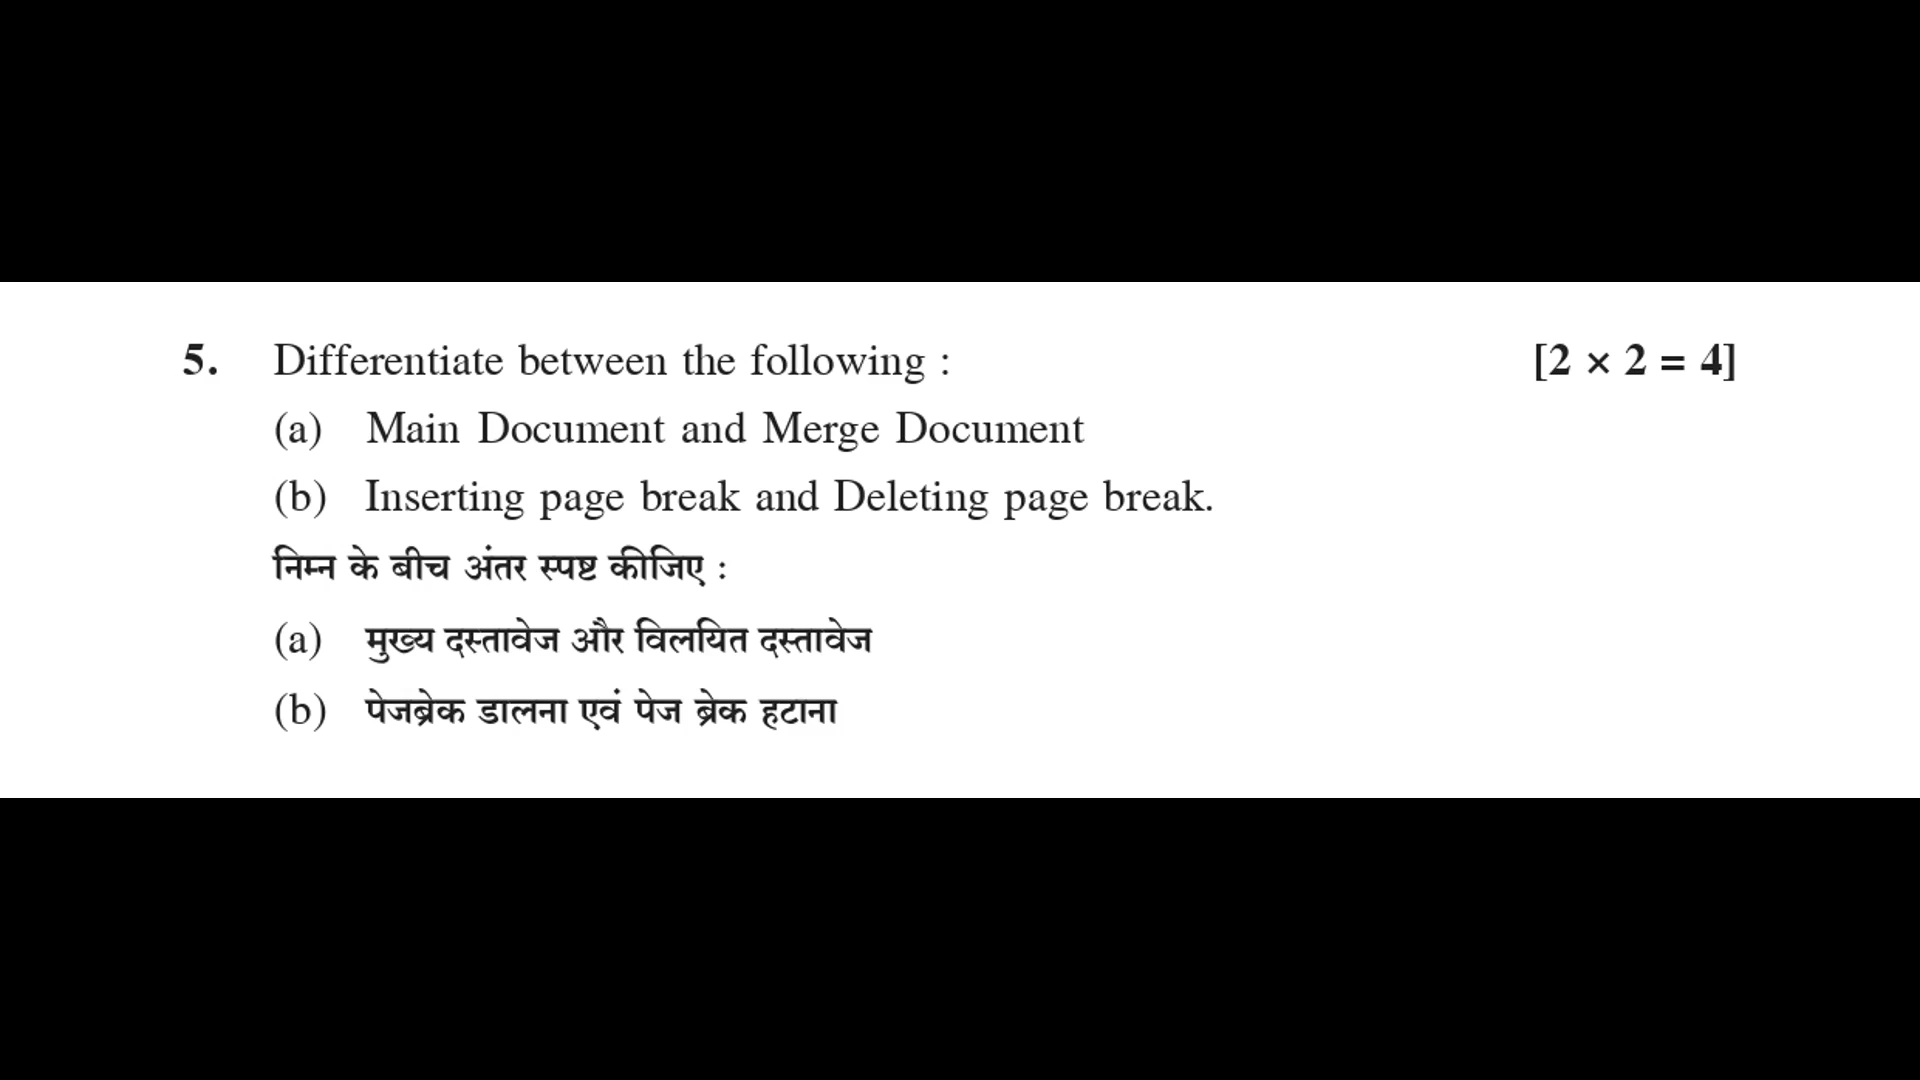 5. Differentiate between the following : [2 × 2 = 4]
(a) Main Document and Merge Document
(b) Inserting page break and Deleting page break.
निम्न के बीच अंतर स्पष्ट कीजिए :
(a) मुख्य दस्तावेज और विलयित दस्तावेज
(b) पेजब्रेक डालना एवं पेज ब्रेक हटाना